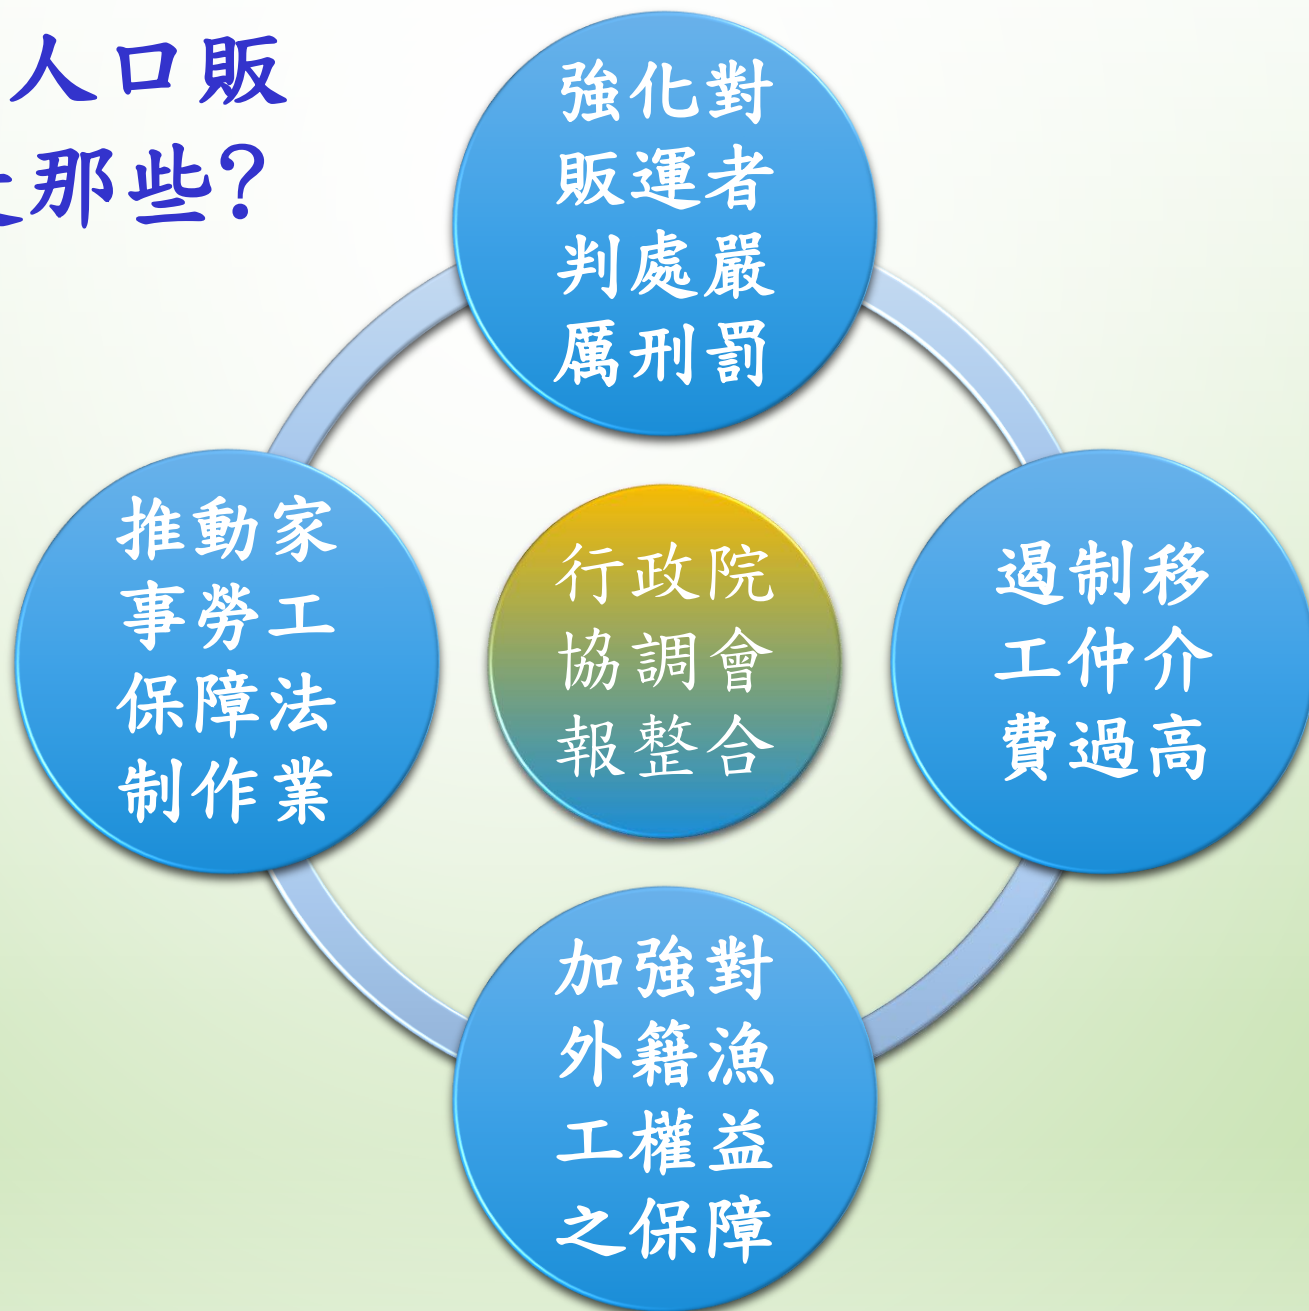 人口販
那些?
強化對
販運者
判處嚴
厲刑罰
推動家
事勞工
保障法
制作業
行政院
協調會
報整合
遏制移
工仲介
費過高
加強對
外籍漁
工權益
之保障